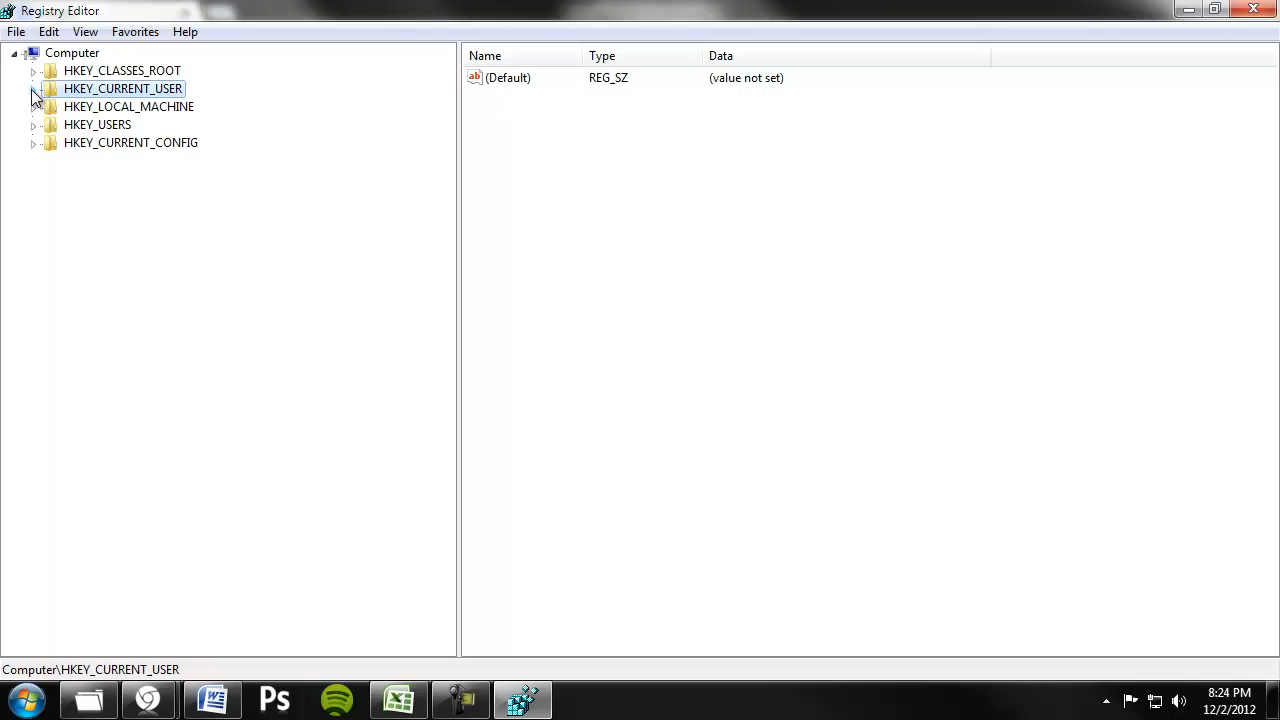 Registry Editor
File Edit View Favorites Help
Computer
HKEY_CLASSES_ROOT
HKEY_CURRENT_USER
HKEY_LOCAL_MACHINE
HKEY_USERS
HKEY_CURRENT_CONFIG
Name Type Data
ab (Default) REG_SZ (value not set)
Computer\HKEY_CURRENT_USER
Ps
8:24 PM
12/2/2012